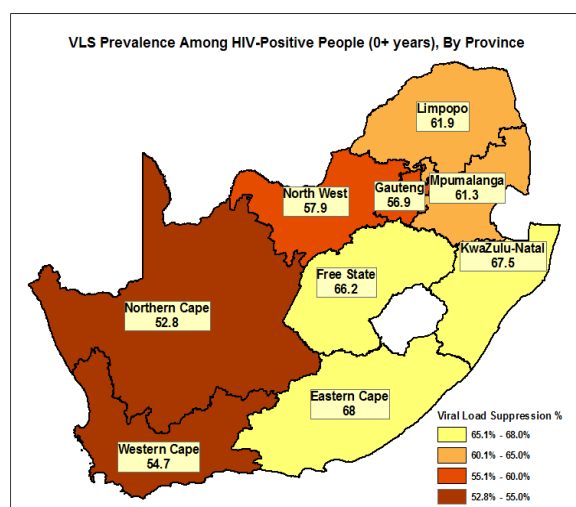 VLS Prevalence Among HIV-Positive People (0+ years), By Province
Limpopo
61.9
North West
57.9
Gauteng
56.9
Mpumalanga
61.3
KwaZulu-Natal
67.5
Free State
66.2
Northern Cape
52.8
Eastern Cape
68
Western Cape
54.7
Viral Load Suppression %
65.1% - 68.0%
60.1% - 65.0%
55.1% - 60.0%
52.8% - 55.0%